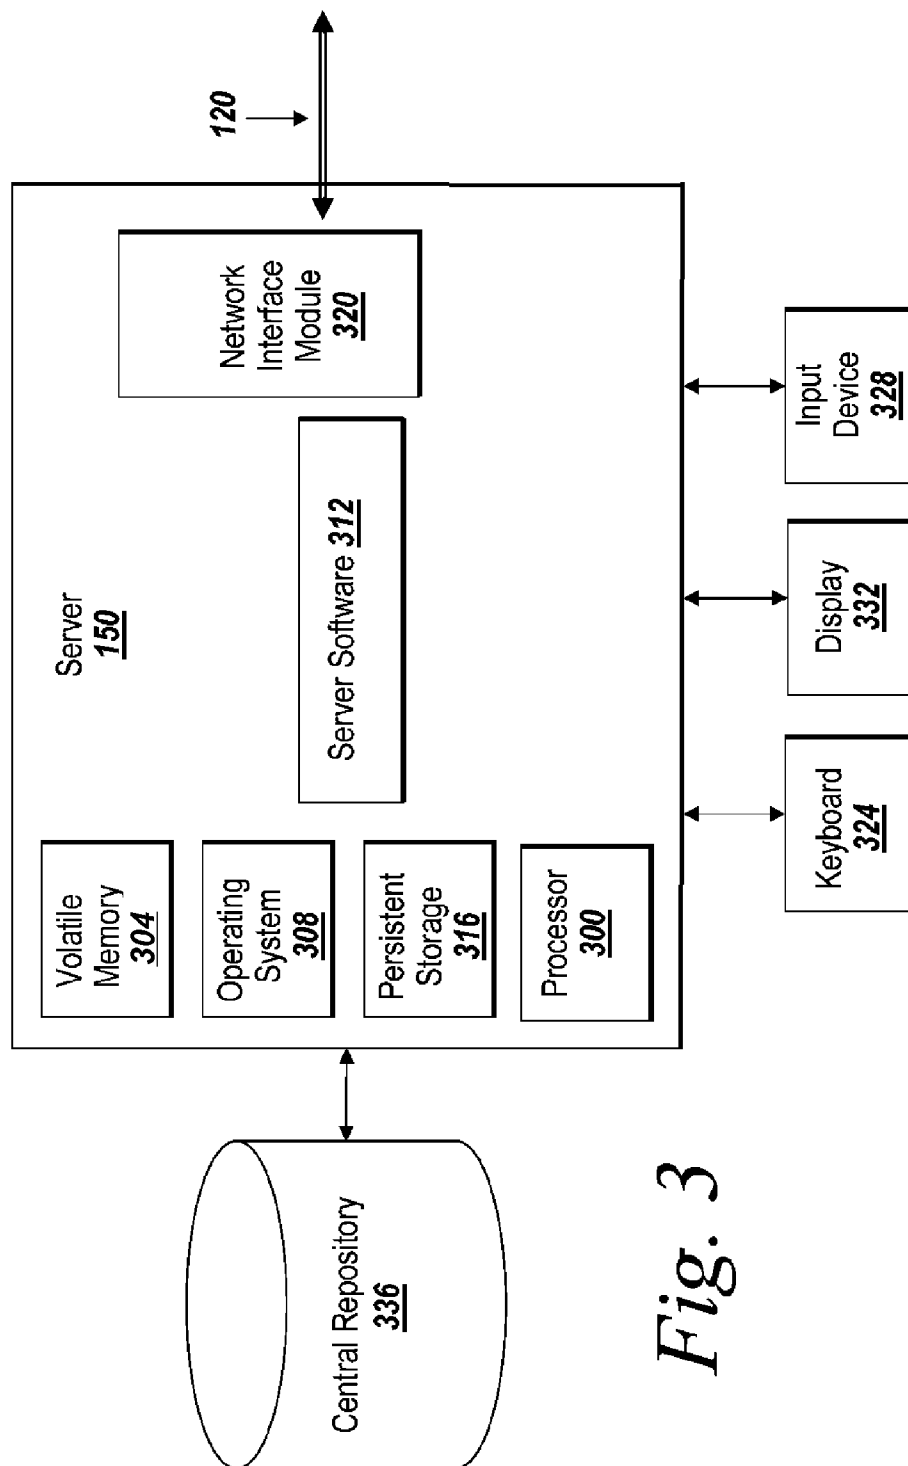 120
Server
150
Network
Interface
Module
320
Server Software 312
Volatile
Memory
304
Operating
System
308
Persistent
Storage
316
Processor
300
Central Repository
336
Keyboard
324
Display
332
Input
Device
328
Fig. 3